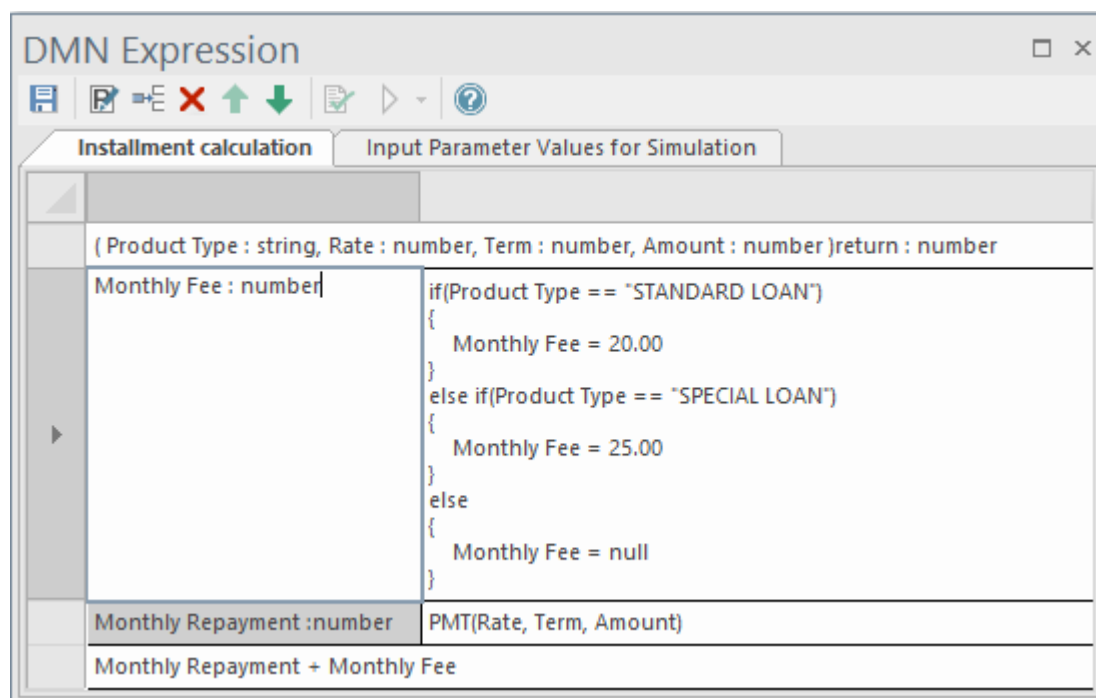 DMN Expression
Installment calculation
Input Parameter Values for Simulation
( Product Type : string, Rate : number, Term : number, Amount : number )return : number
Monthly Fee : number
if(Product Type == "STANDARD LOAN")
{
Monthly Fee = 20.00
}
else if(Product Type == "SPECIAL LOAN")
{
Monthly Fee = 25.00
}
else
{
Monthly Fee = null
}
Monthly Repayment :number
PMT(Rate, Term, Amount)
Monthly Repayment + Monthly Fee